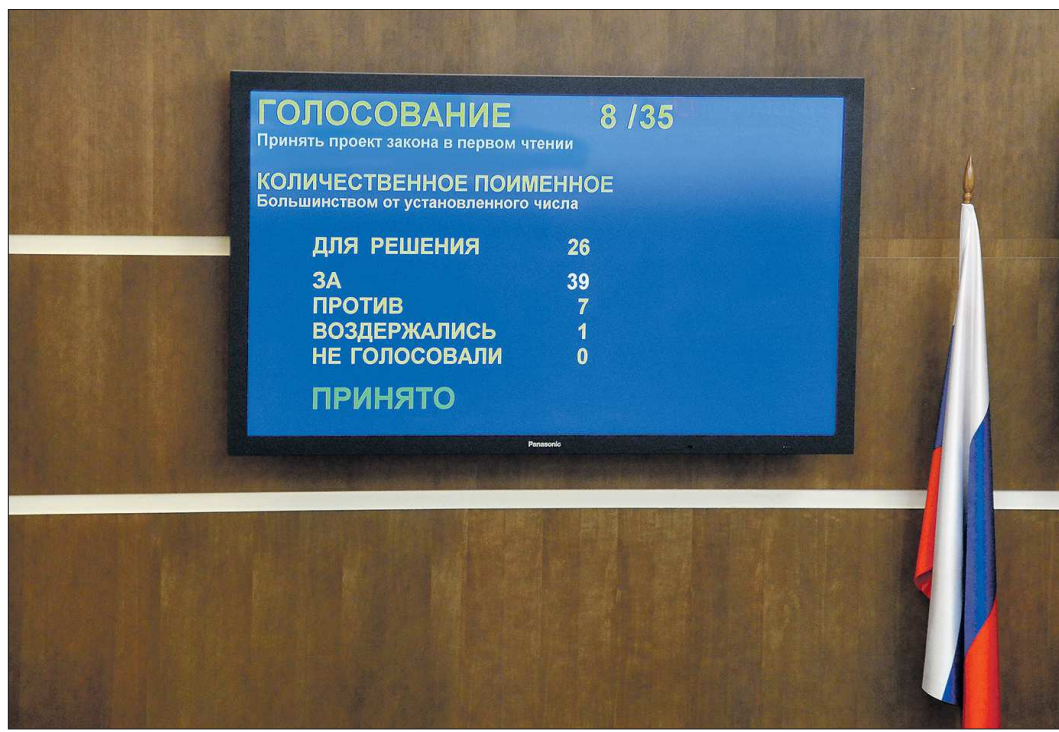 ГОЛОСОВАНИЕ 8 /35
Принять проект закона в первом чтении
КОЛИЧЕСТВЕННОЕ ПОИМЕННОЕ
Большинством от установленного числа
ДЛЯ РЕШЕНИЯ 26
ЗА 39
ПРОТИВ 7
ВОЗДЕРЖАЛИСЬ 1
НЕ ГОЛОСОВАЛИ 0
ПРИНЯТО
Panasonic